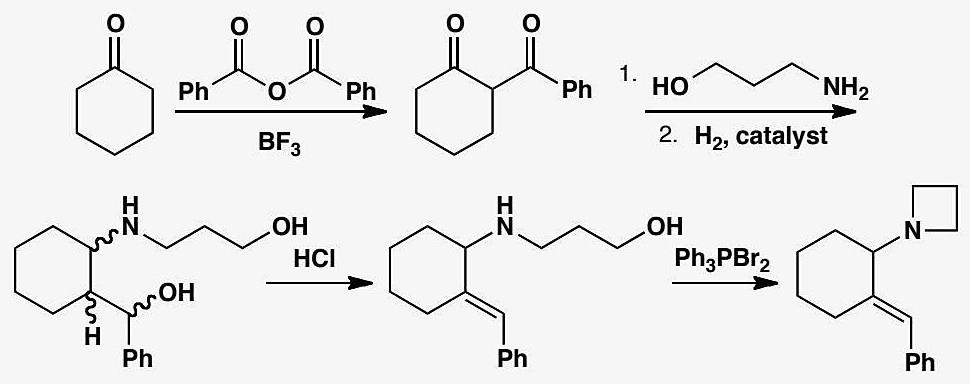 O
O O
Ph O Ph
BF3
O O
Ph
1. HO NH2
2. H2, catalyst
H
N OH
OH
H
Ph
HCl
H
N OH
Ph
Ph3PBr2
N
Ph